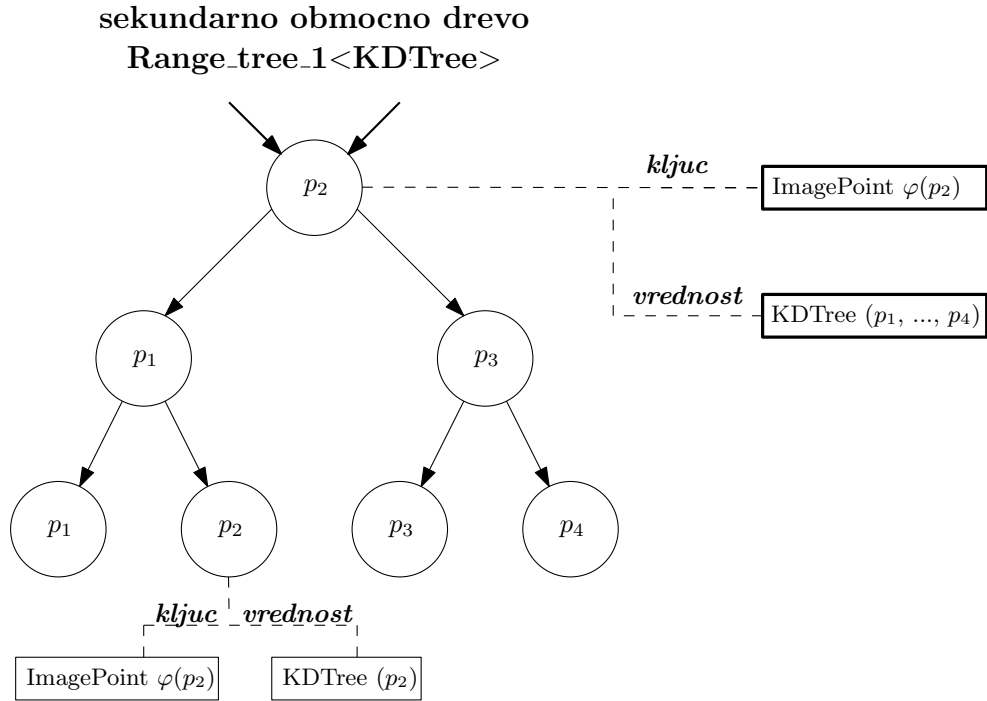 sekundarno obmocno drevo
Range_tree_1<KDTree>
p₂
kljuc
ImagePoint φ(p₂)
vrednost
KDTree (p₁, ..., p₄)
p₁
p₃
p₁
p₂
p₃
p₄
kljuc vrednost
ImagePoint φ(p₂)
KDTree (p₂)